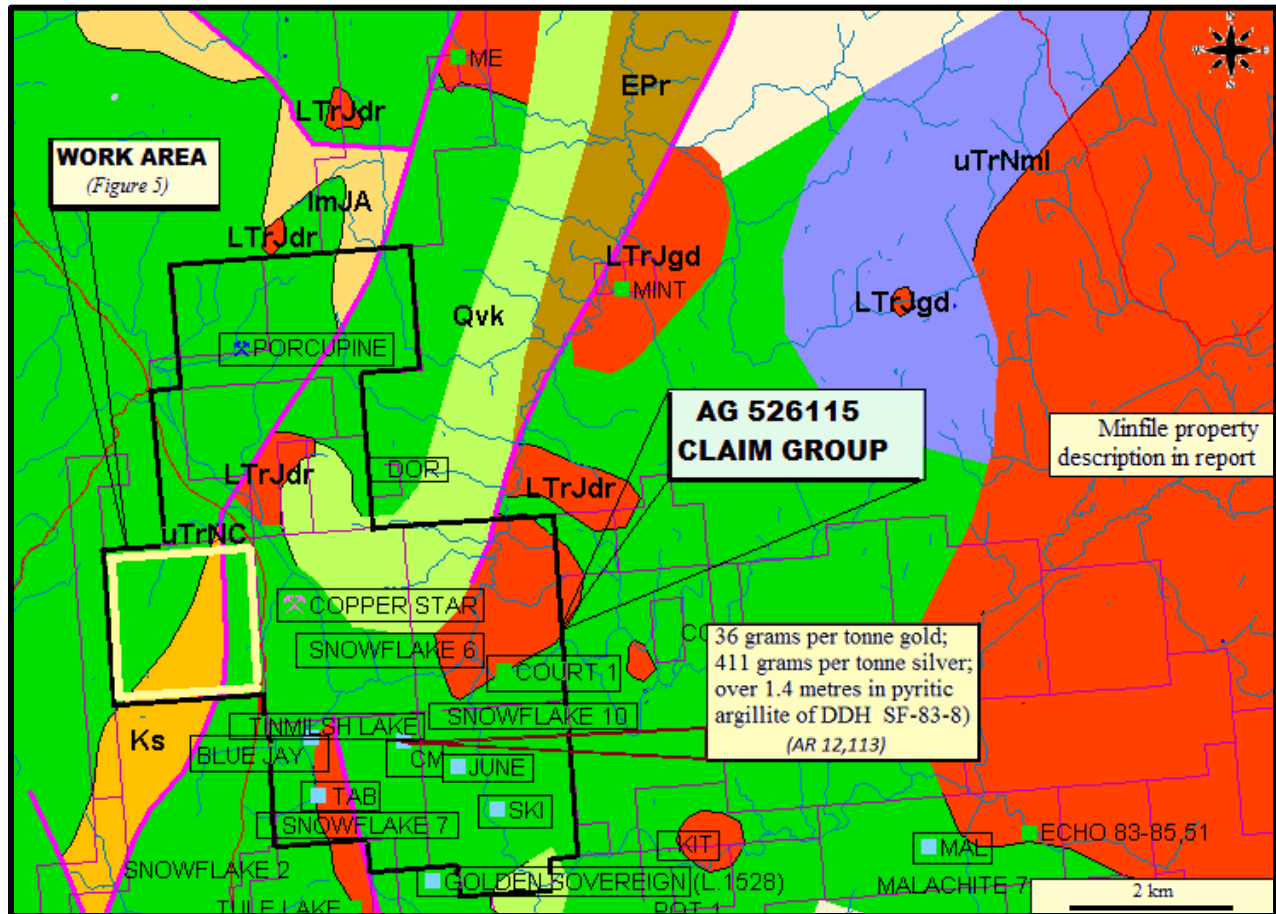 ME
EPr
LTrJdr
WORK AREA
(Figure 5)
uTrNml
lmJA
LTrJdr
LTrJgd
MINT
LTrJgd
Qvk
PORCUPINE
AG 526115
CLAIM GROUP
Minfile property
description in report
LTrJdr
DOR
LTrJdr
uTrNC
COPPER STAR
SNOWFLAKE 6
36 grams per tonne gold;
411 grams per tonne silver;
over 1.4 metres in pyritic
argillite of DDH SF-83-8)
(AR 12,113)
COURT 1
SNOWFLAKE 10
TINMILSH LAKE
Ks
BLUE JAY
CM
JUNE
TAB
SKI
SNOWFLAKE 7
KIT
ECHO 83-85,51
MAL
SNOWFLAKE 2
GOLDEN SOVEREIGN (L.1528)
MALACHITE 7
2 km